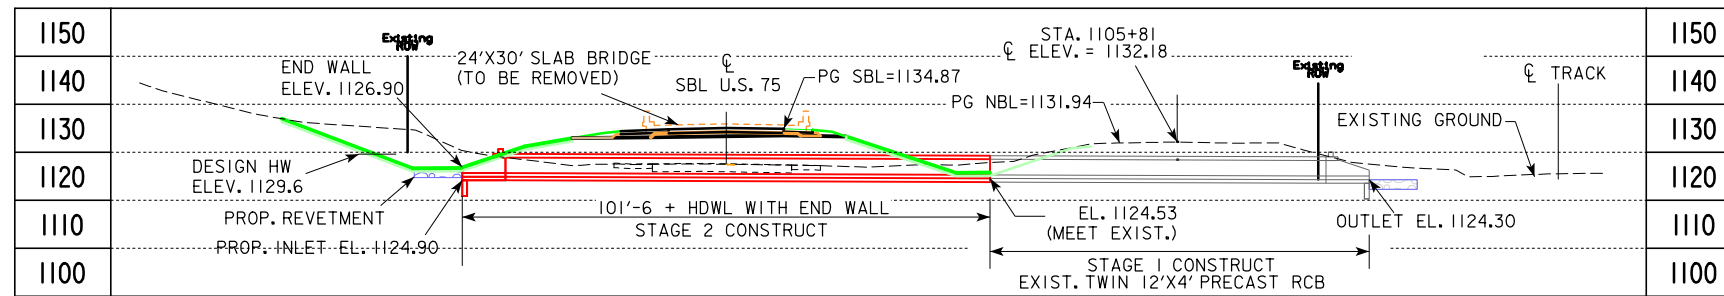 1150
1140
1130
1120
1110
1100
Existing
ROW
END WALL
ELEV. 1126.90
24'X30' SLAB BRIDGE
(TO BE REMOVED)
℄
SBL U.S. 75
PG SBL=1134.87
STA. 1105+81
℄ ELEV. = 1132.18
PG NBL=1131.94
Existing
ROW
℄ TRACK
EXISTING GROUND
DESIGN HW
ELEV. 1129.6
PROP. REVETMENT
PROP. INLET EL. 1124.90
101'-6 + HDWL WITH END WALL
STAGE 2 CONSTRUCT
EL. 1124.53
(MEET EXIST.)
OUTLET EL. 1124.30
STAGE 1 CONSTRUCT
EXIST. TWIN 12'X4' PRECAST RCB
1150
1140
1130
1120
1110
1100